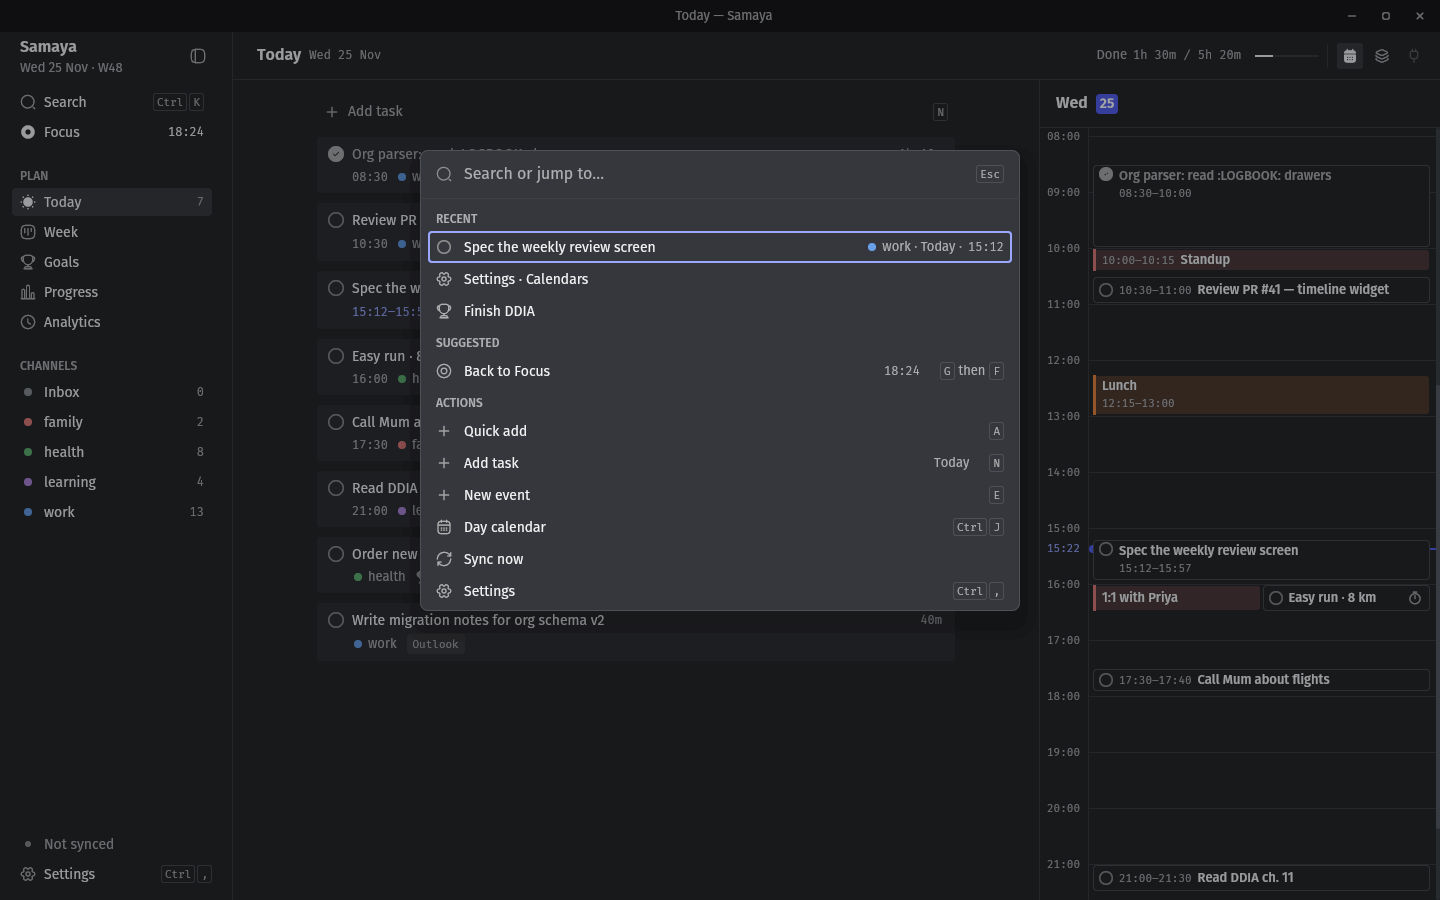 Today — Samaya
Samaya
Wed 25 Nov · W48
Search Ctrl K
Focus 18:24
PLAN
Today 7
Week
Goals
Progress
Analytics
CHANNELS
Inbox 0
family 2
health 8
learning 4
work 13
Not synced
Settings Ctrl ,
Today Wed 25 Nov
Done 1h 30m / 5h 20m
Add task N
Org parser:
08:30
Review PR
10:30
Spec the w
15:12–15:5
Easy run · 8
16:00 h
Call Mum a
17:30 fa
Read DDIA
21:00 le
Order new
health
Write migration notes for org schema v2 40m
work Outlook
Search or jump to... Esc
RECENT
Spec the weekly review screen work · Today · 15:12
Settings · Calendars
Finish DDIA
SUGGESTED
Back to Focus 18:24 G then F
ACTIONS
Quick add A
Add task Today N
New event E
Day calendar Ctrl J
Sync now
Settings Ctrl ,
Wed 25
08:00
Org parser: read :LOGBOOK: drawers
08:30–10:00
09:00
10:00
10:00–10:15 Standup
10:30–11:00 Review PR #41 — timeline widget
11:00
12:00
Lunch
12:15–13:00
13:00
14:00
15:00
15:22
Spec the weekly review screen
15:12–15:57
16:00
1:1 with Priya
Easy run · 8 km
17:00
17:30–17:40 Call Mum about flights
18:00
19:00
20:00
21:00
21:00–21:30 Read DDIA ch. 11